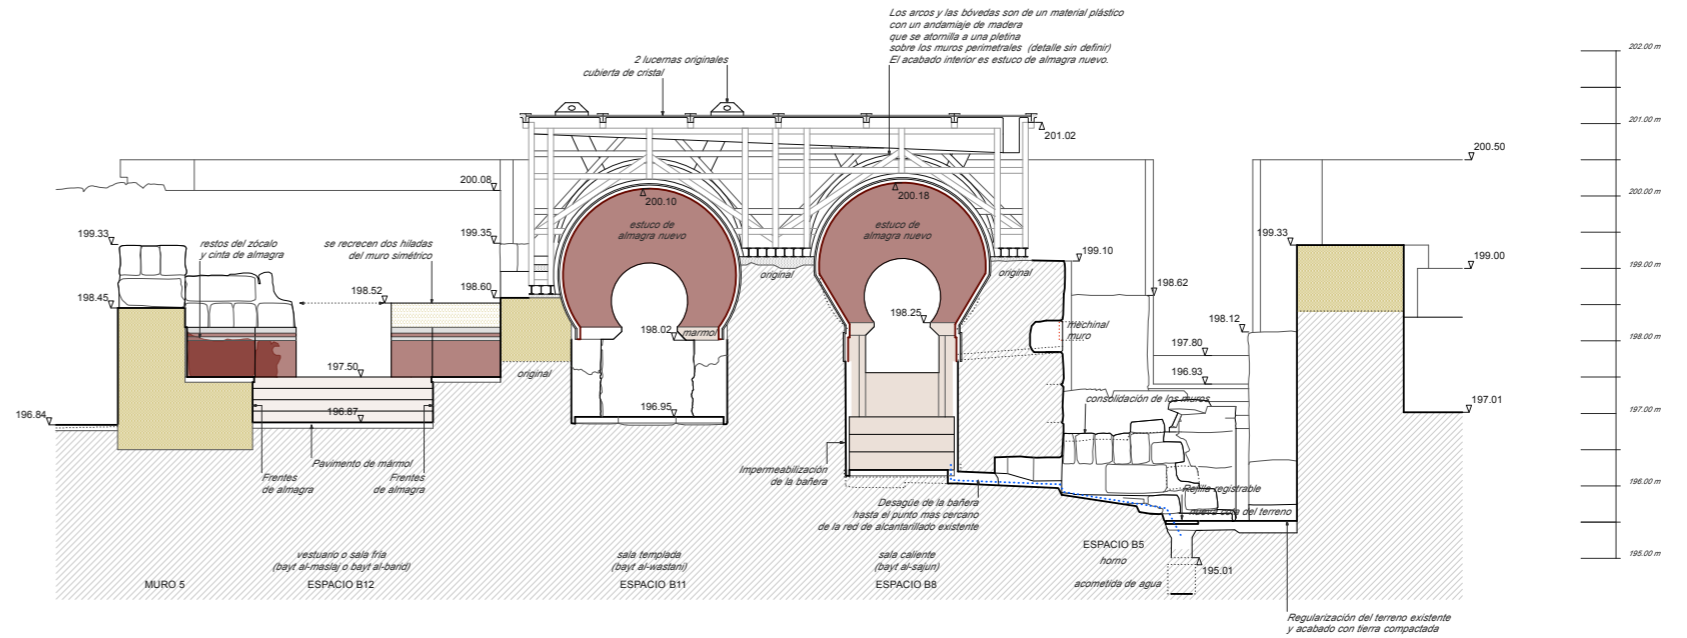 Los arcos y las bóvedas son de un material plástico
con un andamiaje de madera
que se atornilla a una pletina
sobre los muros perimetrales (detalle sin definir)
El acabado interior es estuco de almagra nuevo.
2 lucernas originales
cubierta de cristal
202.00 m
201.00 m
200.00 m
199.00 m
198.00 m
197.00 m
196.00 m
195.00 m
201.02
200.50
200.08
200.10
200.18
estuco de
almagra nuevo
estuco de
almagra nuevo
199.33
restos del zócalo
y cinta de almagra
se recrecen dos hiladas
del muro simétrico
199.35
199.33
199.10
199.00
original
original
198.45
198.52
198.60
198.62
198.02
marmol
198.25
mechinal
muro
198.12
original
197.50
197.80
196.93
consolidación de los muros
196.84
196.87
196.95
197.01
Pavimento de mármol
Frentes
de almagra
Frentes
de almagra
Impermeabilización
de la bañera
Desagüe de la bañera
hasta el punto mas cercano
de la red de alcantarillado existente
Rejilla registrable
nueva cota del terreno
vestuario o sala fría
(bayt al-maslaj o bayt al-barid)
sala templada
(bayt al-wastani)
sala caliente
(bayt al-sajun)
ESPACIO B5
horno
acometida de agua
195.01
MURO 5
ESPACIO B12
ESPACIO B11
ESPACIO B8
Regularización del terreno existente
y acabado con tierra compactada